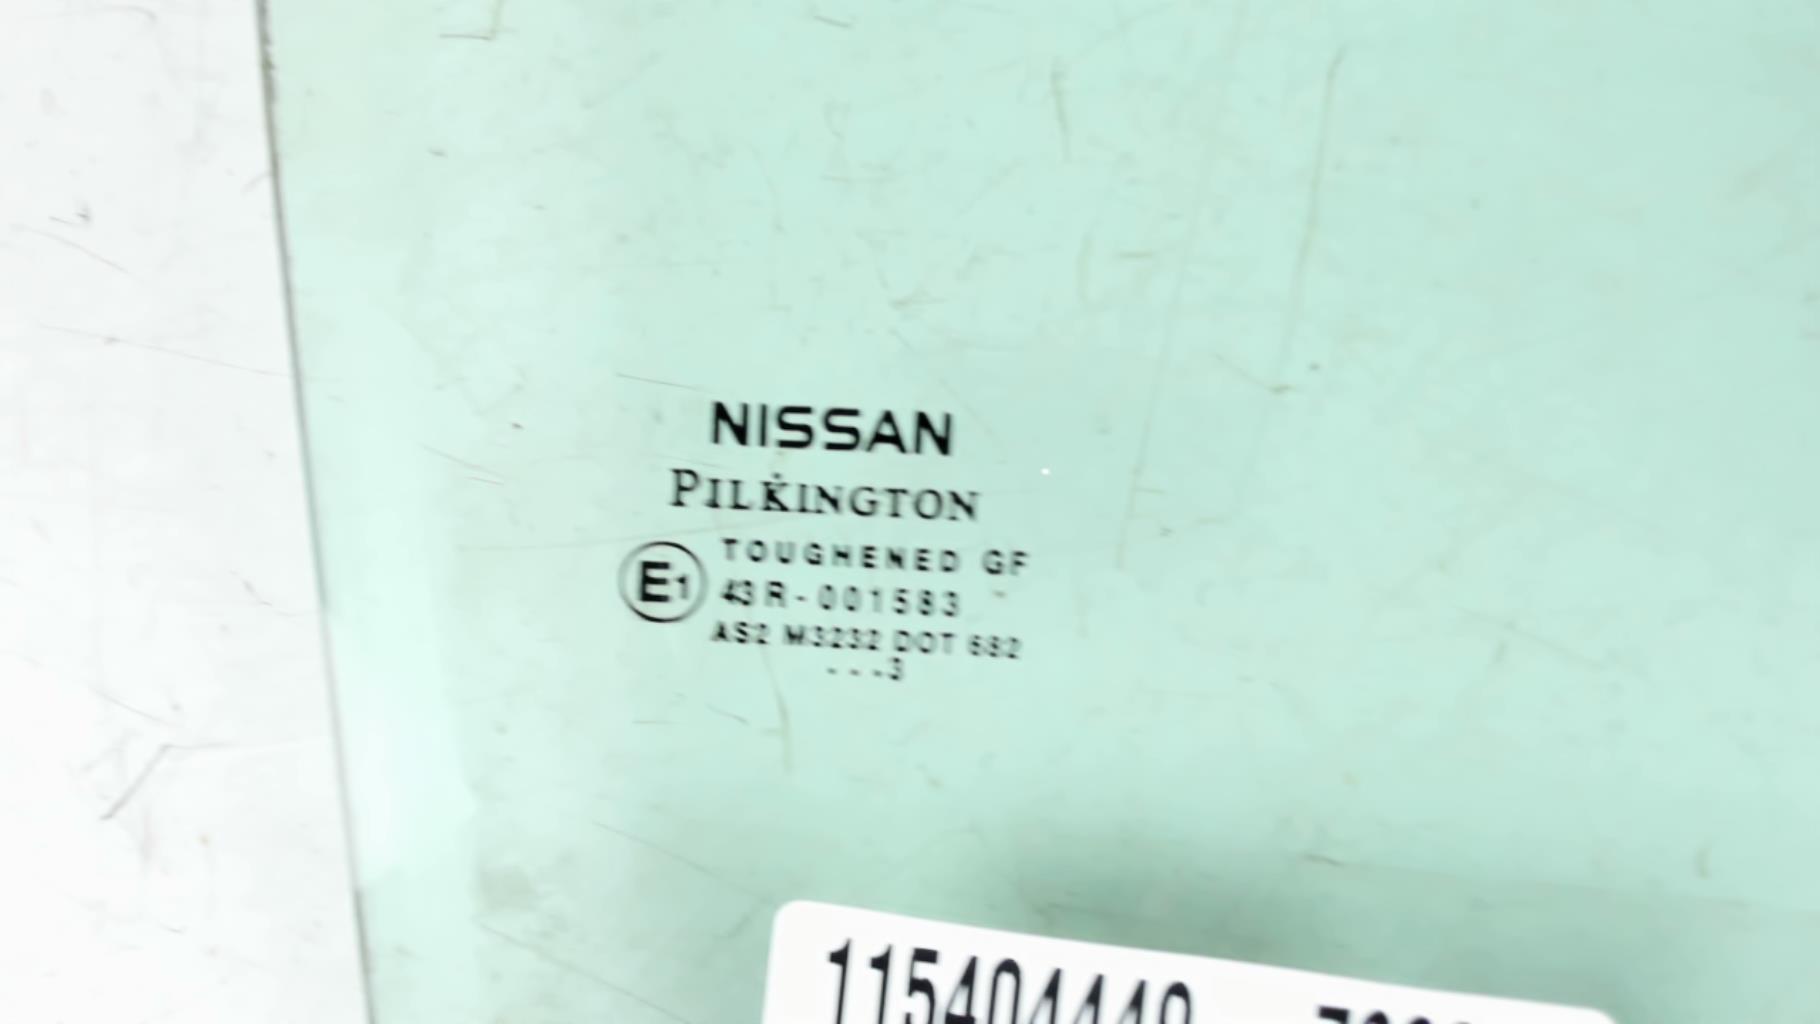 NISSAN
PILKINGTON
TOUGHENED GF
E1 43R-001583
AS2 M3232 DOT 682
---3